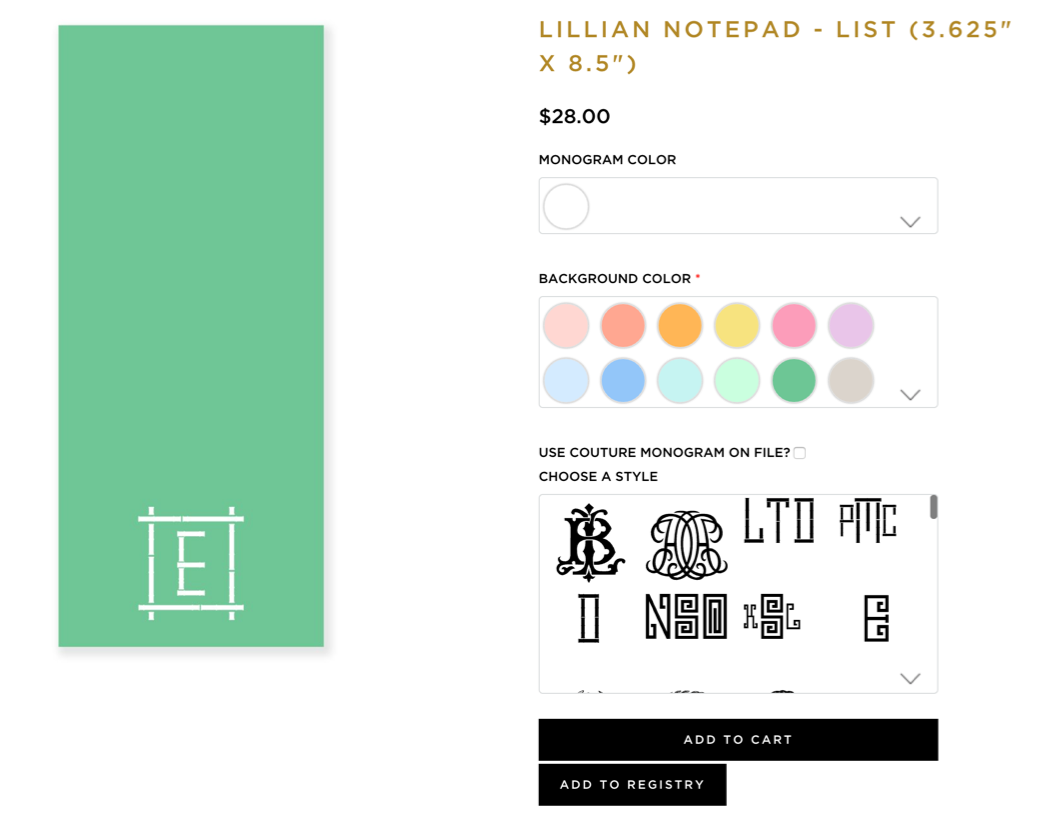 LILLIAN NOTEPAD - LIST (3.625"
X 8.5")
$28.00
MONOGRAM COLOR
BACKGROUND COLOR *
USE COUTURE MONOGRAM ON FILE?
CHOOSE A STYLE
LTD PMC
NSO HSC E
E
ADD TO CART
ADD TO REGISTRY